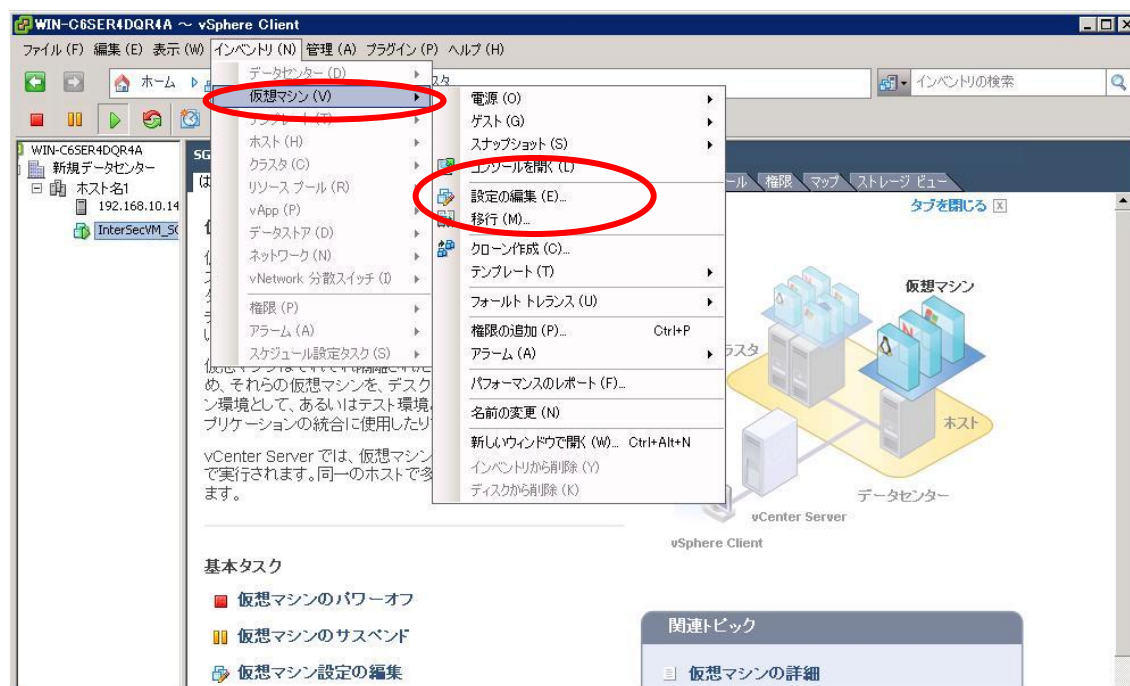 WIN-C6SER4DQR4A ～ vSphere Client
ファイル (F) 編集 (E) 表示 (W) インベントリ (N) 管理 (A) プラグイン (P) ヘルプ (H)
ホーム
インベントリの検索
データセンター (D)
仮想マシン (V)
テンプレート (T)
ホスト (H)
クラスタ (C)
リソース プール (R)
vApp (P)
データストア (D)
ネットワーク (N)
vNetwork 分散スイッチ (I)
権限 (P)
アラーム (A)
スケジュール設定タスク (S)
電源 (O)
ゲスト (G)
スナップショット (S)
コンソールを開く (L)
設定の編集 (E)...
移行 (M)...
クローン作成 (C)...
テンプレート (T)
フォールト トレランス (U)
権限の追加 (P)... Ctrl+P
アラーム (A)
パフォーマンスのレポート (F)...
名前の変更 (N)
新しいウィンドウで開く (W)... Ctrl+Alt+N
インベントリから削除 (Y)
ディスクから削除 (K)
WIN-C6SER4DQR4A
新規データセンター
ホスト名1
192.168.10.14
InterSecVM_SG
権限 マップ ストレージ ビュー
タブを閉じる
仮想マシン
ラスタ
ホスト
データセンター
vCenter Server
vSphere Client
め、それらの仮想マシンを、デスク
ン環境として、あるいはテスト環境
プリケーションの統合に使用したり
vCenter Server では、仮想マシン
で実行されます。同一のホストで多
ます。
基本タスク
仮想マシンのパワーオフ
仮想マシンのサスペンド
仮想マシン設定の編集
関連トピック
仮想マシンの詳細